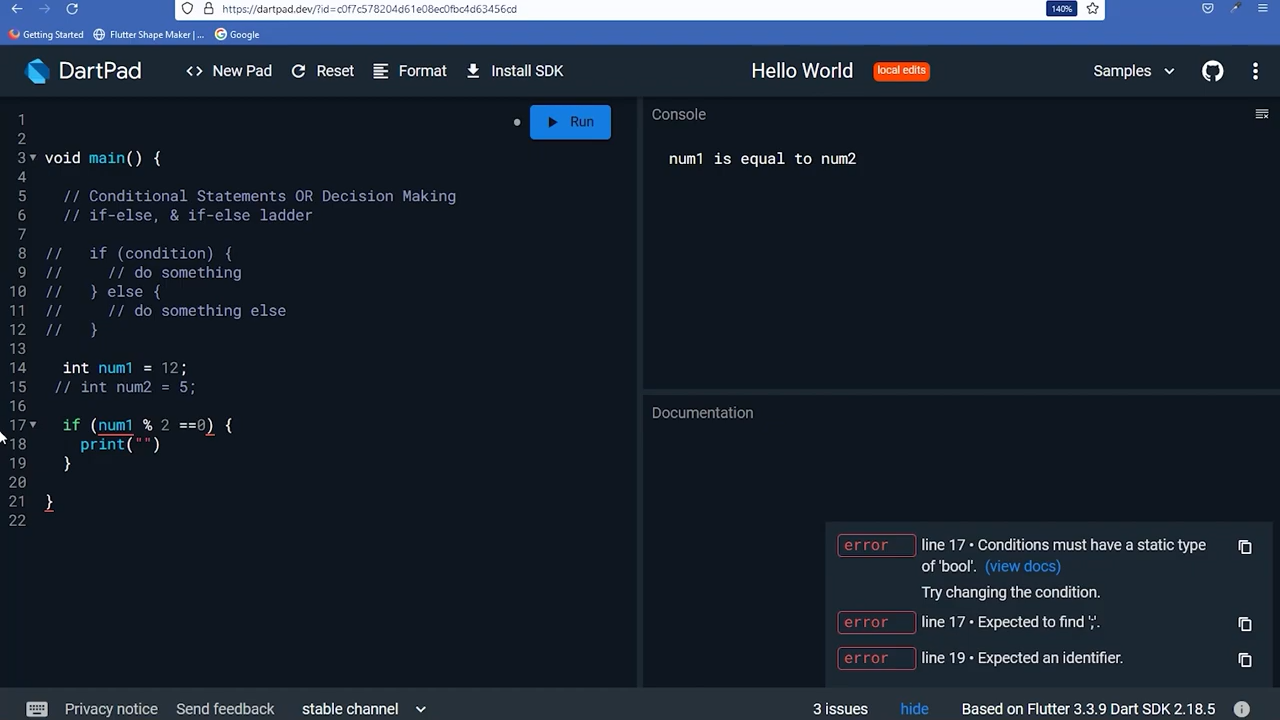 https://dartpad.dev/?id=c0f7c578204d61e08ec0fbc4d63456cd
140%
Getting Started
Flutter Shape Maker | ...
Google
DartPad
<> New Pad
Reset
Format
Install SDK
Hello World
local edits
Samples
Run
1
2
3 void main() {
4
5 // Conditional Statements OR Decision Making
6 // if-else, & if-else ladder
7
8 // if (condition) {
9 // // do something
10 // } else {
11 // // do something else
12 // }
13
14 int num1 = 12;
15 // int num2 = 5;
16
17 if (num1 % 2 ==0) {
18 print("")
19 }
20
21 }
22
Console
num1 is equal to num2
Documentation
error line 17 • Conditions must have a static type
of 'bool'. (view docs)
Try changing the condition.
error line 17 • Expected to find ';'.
error line 19 • Expected an identifier.
Privacy notice
Send feedback
stable channel
3 issues
hide
Based on Flutter 3.3.9 Dart SDK 2.18.5